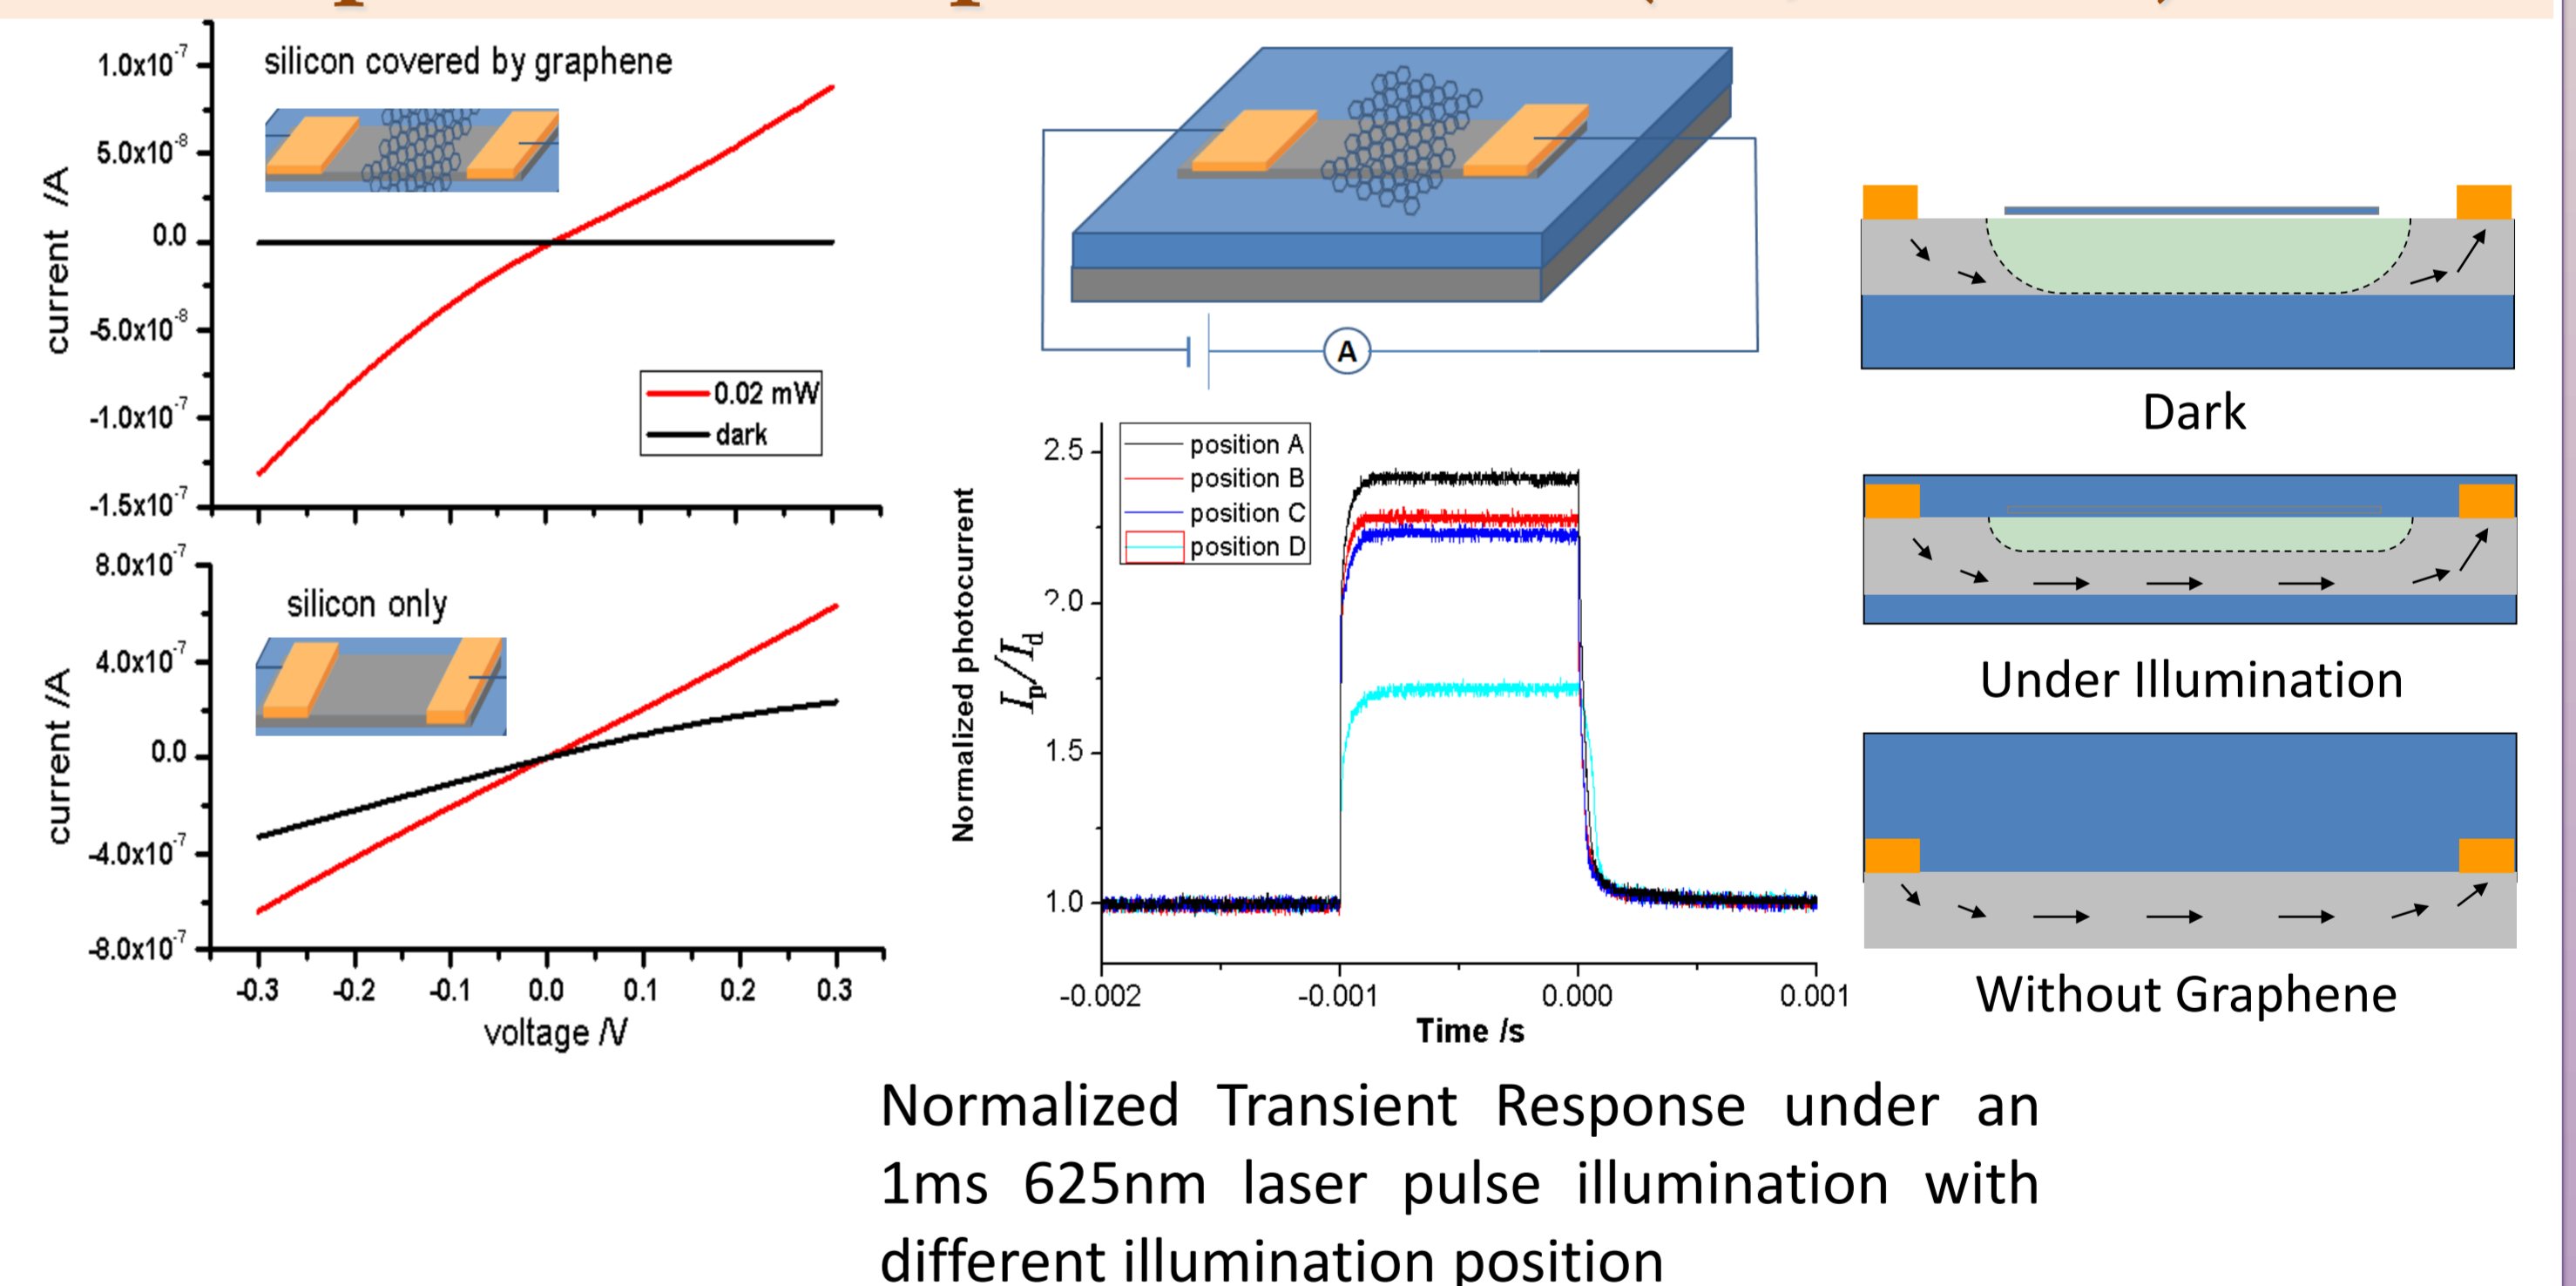 silicon covered by graphene
current /A
1.0x10⁻⁷
5.0x10⁻⁸
0.0
-5.0x10⁻⁸
-1.0x10⁻⁷
-1.5x10⁻⁷
0.02 mW
dark
silicon only
current /A
8.0x10⁻⁷
4.0x10⁻⁷
0.0
-4.0x10⁻⁷
-8.0x10⁻⁷
-0.3 -0.2 -0.1 0.0 0.1 0.2 0.3
voltage /V
A
position A
position B
position C
position D
Normalized photocurrent
Ip/Id
2.5
2.0
1.5
1.0
-0.002 -0.001 0.000 0.001
Time /s
Dark
Under Illumination
Without Graphene
Normalized Transient Response under an
1ms 625nm laser pulse illumination with
different illumination position